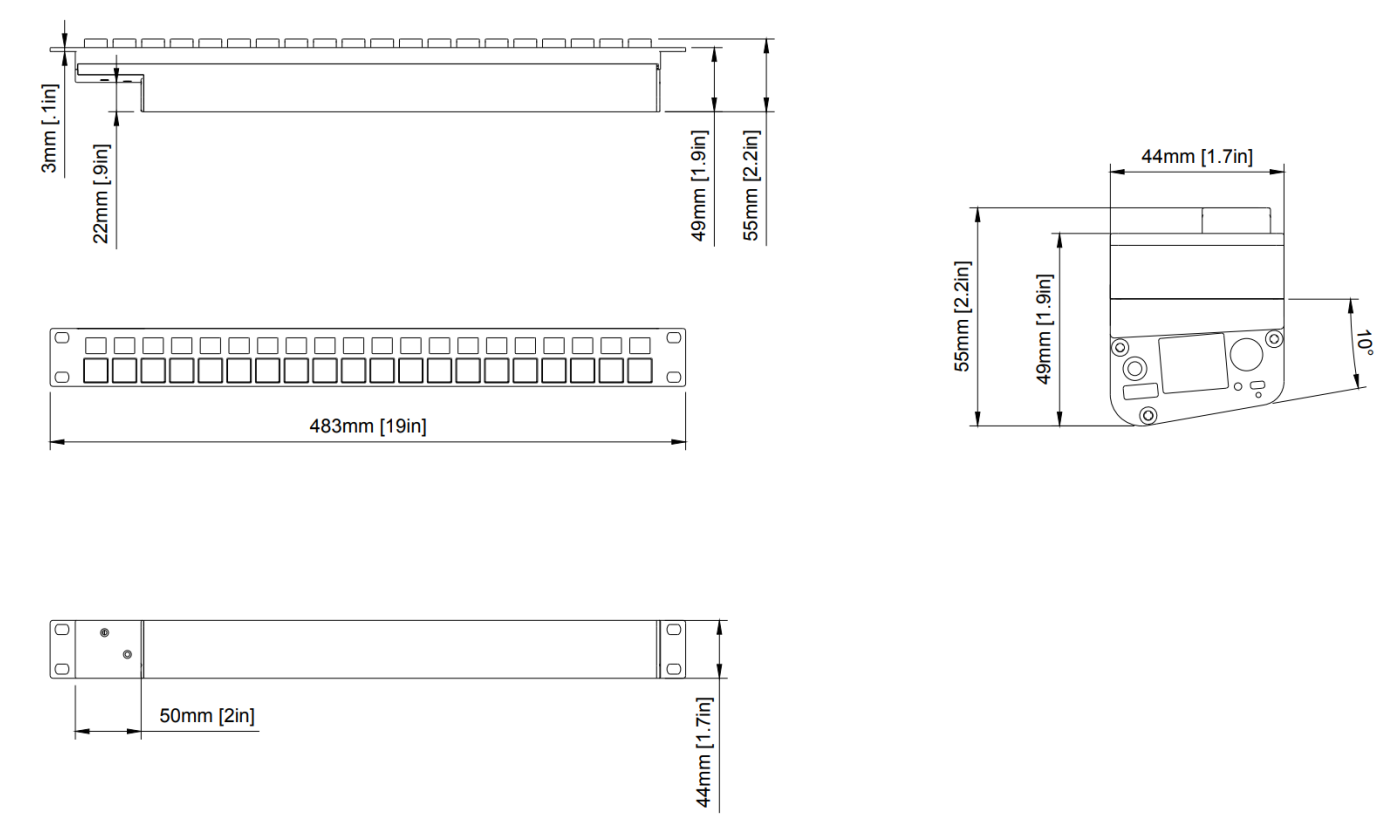 3mm [.1in]
22mm [.9in]
49mm [1.9in]
55mm [2.2in]
44mm [1.7in]
55mm [2.2in]
49mm [1.9in]
10°
483mm [19in]
50mm [2in]
44mm [1.7in]